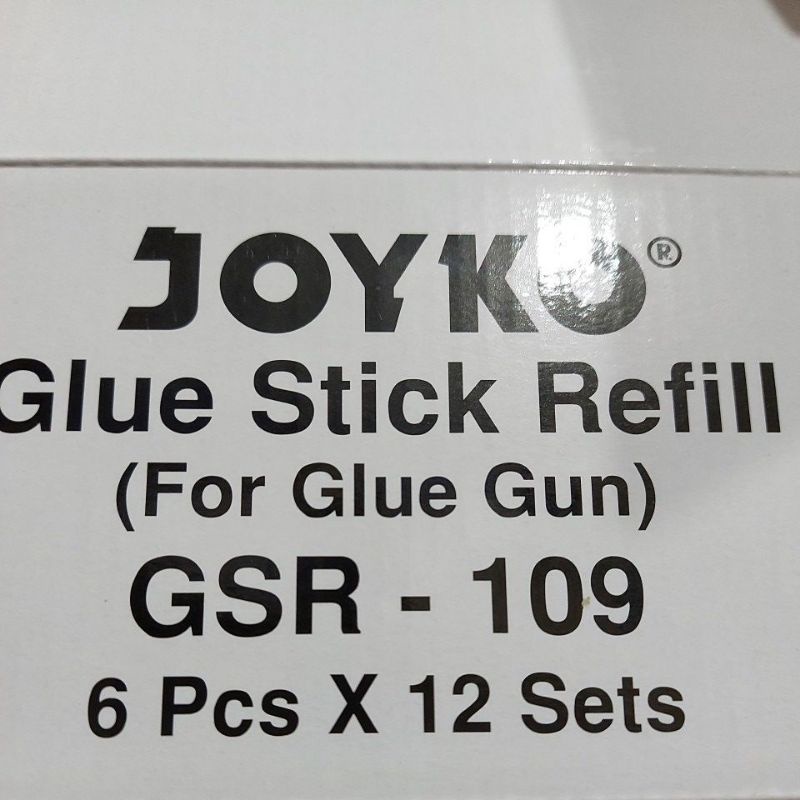 JOYKO®
Glue Stick Refill
(For Glue Gun)
GSR - 109
6 Pcs X 12 Sets